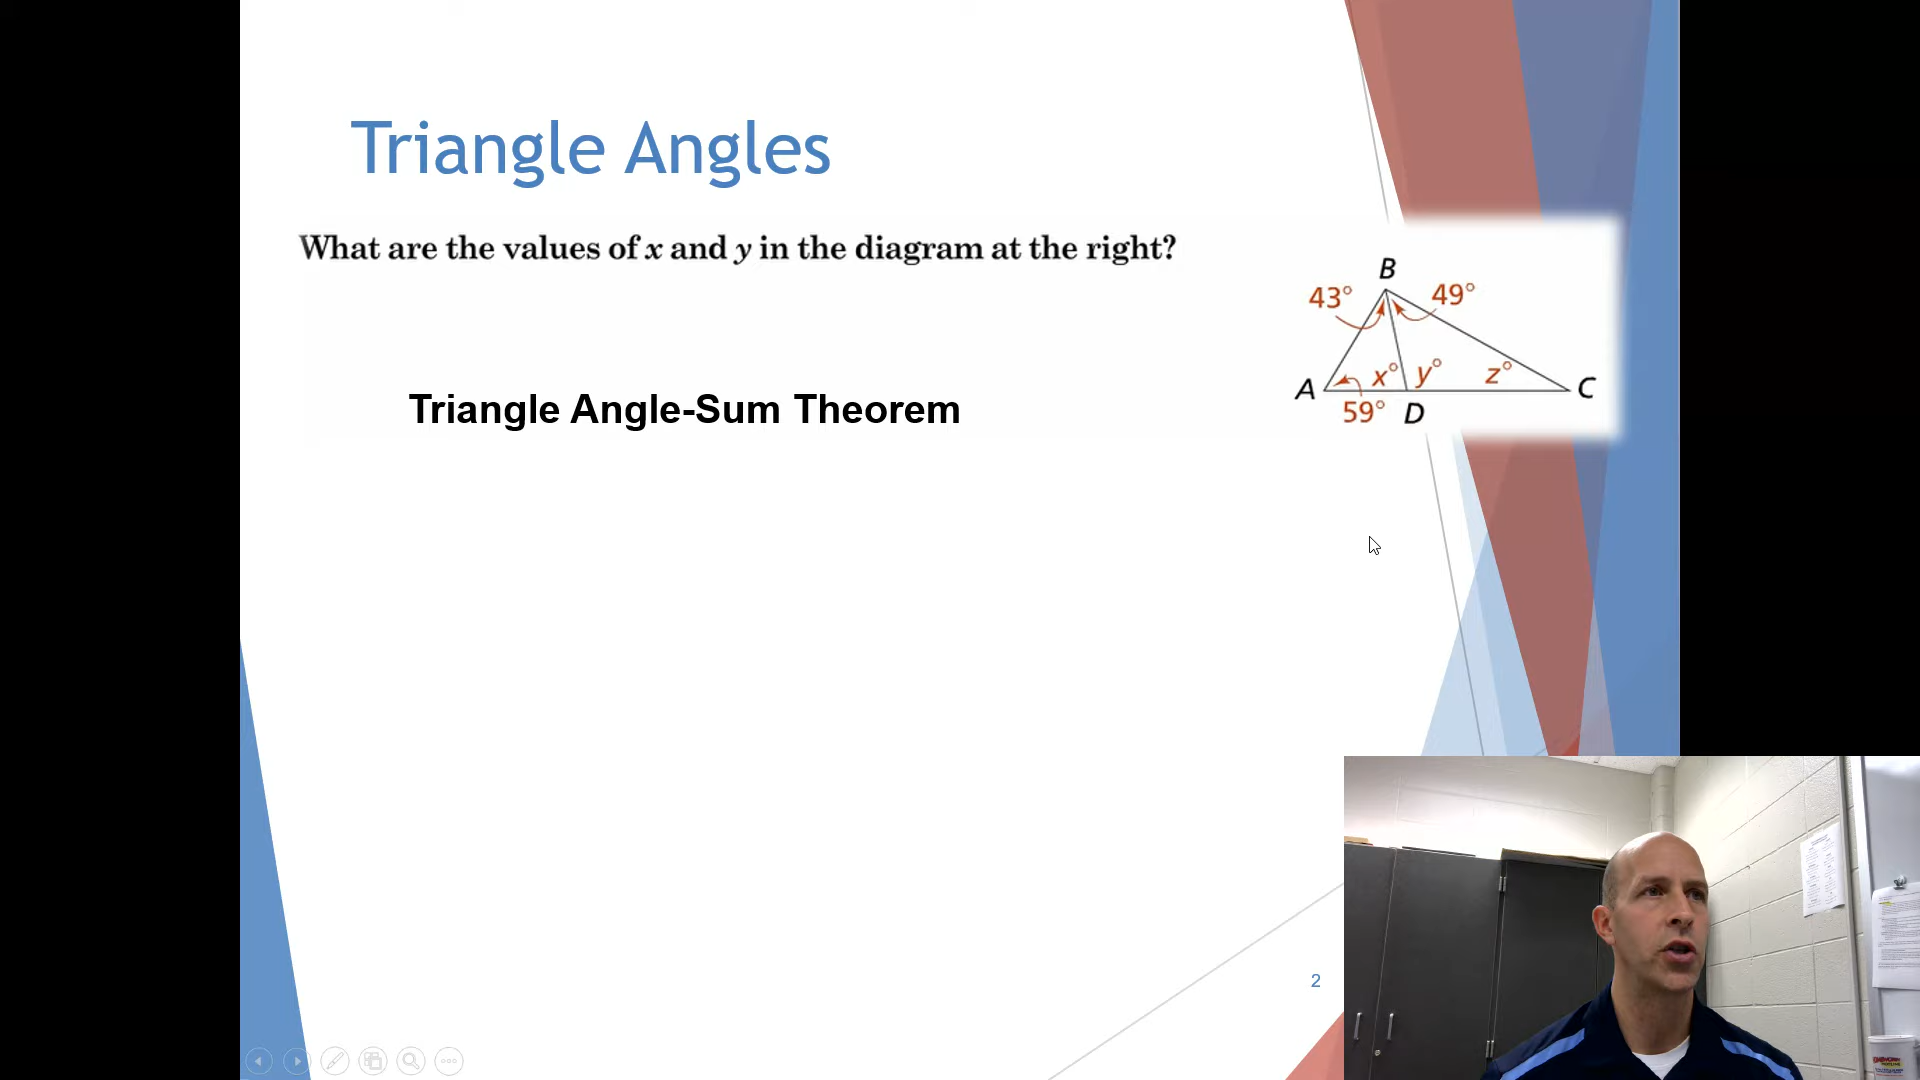 Triangle Angles
What are the values of x and y in the diagram at the right?
B
43°
49°
x°
y°
z°
A
C
59°
D
Triangle Angle-Sum Theorem
2